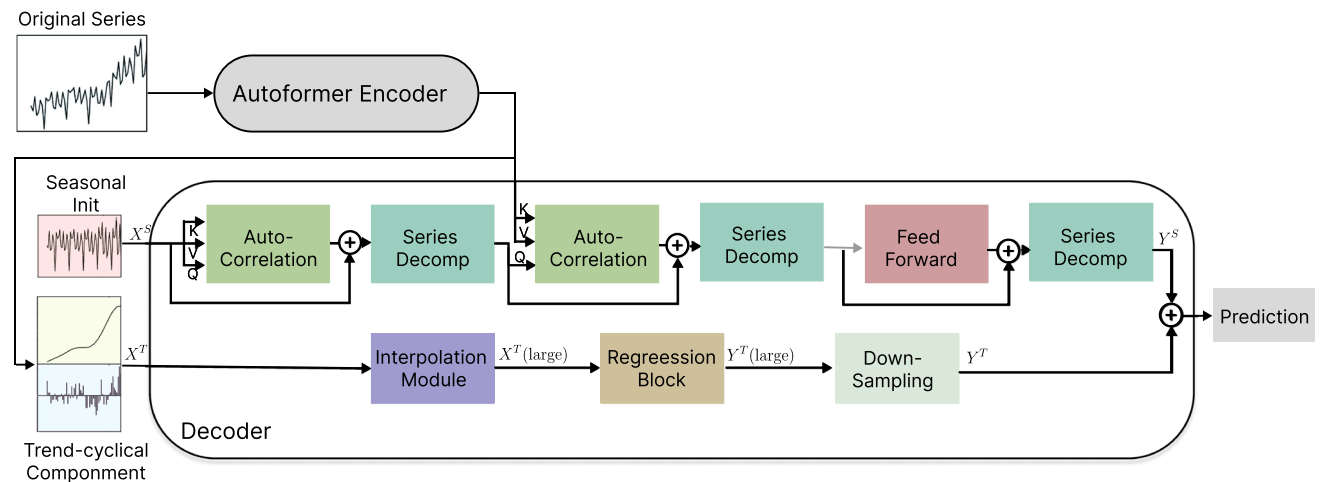 Original Series
Autoformer Encoder
Seasonal
Init
X^S
K
V
Q
Auto-
Correlation
+
Series
Decomp
K
V
Q
Auto-
Correlation
+
Series
Decomp
Feed
Forward
+
Series
Decomp
Y^S
+
Prediction
X^T
Interpolation
Module
X^T(large)
Regreession
Block
Y^T(large)
Down-
Sampling
Y^T
Decoder
Trend-cyclical
Componment